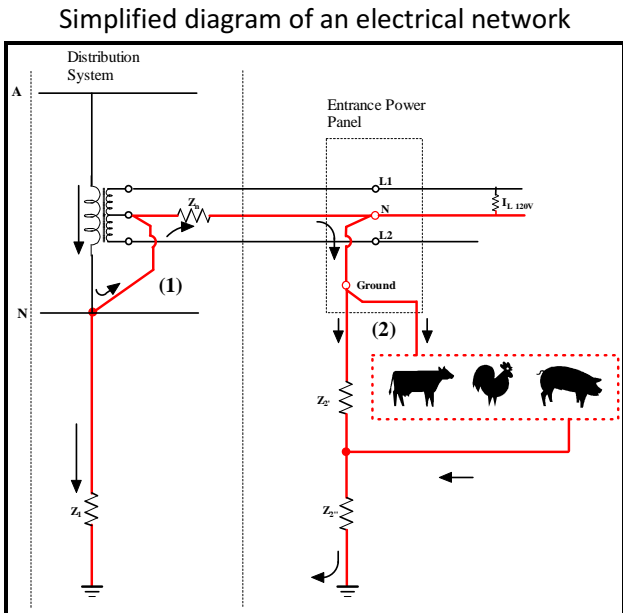 Simplified diagram of an electrical network
Distribution
System
A
Entrance Power
Panel
L1
Zn
N
IL 120V
L2
(1)
Ground
N
(2)
Z2'
Z1
Z2''